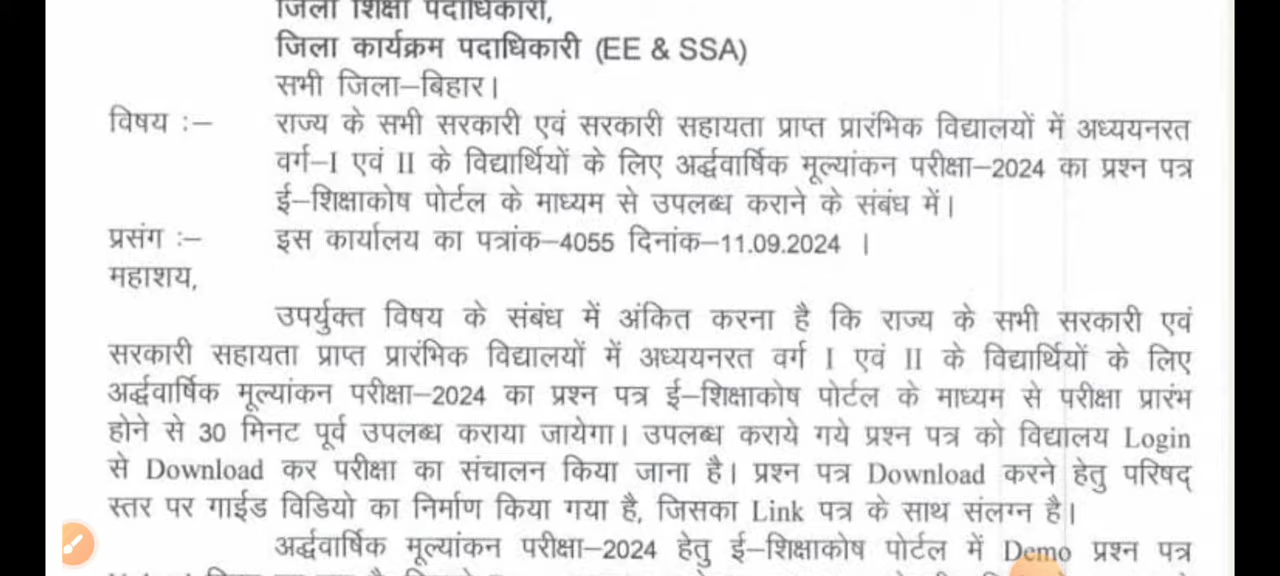 जिला शिक्षा पदाधिकारी,
जिला कार्यक्रम पदाधिकारी (EE & SSA)
सभी जिला–बिहार।
विषय :– राज्य के सभी सरकारी एवं सरकारी सहायता प्राप्त प्रारंभिक विद्यालयों में अध्ययनरत
वर्ग–I एवं II के विद्यार्थियों के लिए अर्द्धवार्षिक मूल्यांकन परीक्षा–2024 का प्रश्न पत्र
ई–शिक्षाकोष पोर्टल के माध्यम से उपलब्ध कराने के संबंध में।
प्रसंग :– इस कार्यालय का पत्रांक–4055 दिनांक–11.09.2024 ।
महाशय,
उपर्युक्त विषय के संबंध में अंकित करना है कि राज्य के सभी सरकारी एवं
सरकारी सहायता प्राप्त प्रारंभिक विद्यालयों में अध्ययनरत वर्ग I एवं II के विद्यार्थियों के लिए
अर्द्धवार्षिक मूल्यांकन परीक्षा–2024 का प्रश्न पत्र ई–शिक्षाकोष पोर्टल के माध्यम से परीक्षा प्रारंभ
होने से 30 मिनट पूर्व उपलब्ध कराया जायेगा। उपलब्ध कराये गये प्रश्न पत्र को विद्यालय Login
से Download कर परीक्षा का संचालन किया जाना है। प्रश्न पत्र Download करने हेतु परिषद्
स्तर पर गाईड विडियो का निर्माण किया गया है, जिसका Link पत्र के साथ संलग्न है।
अर्द्धवार्षिक मूल्यांकन परीक्षा–2024 हेतु ई–शिक्षाकोष पोर्टल में Demo प्रश्न पत्र